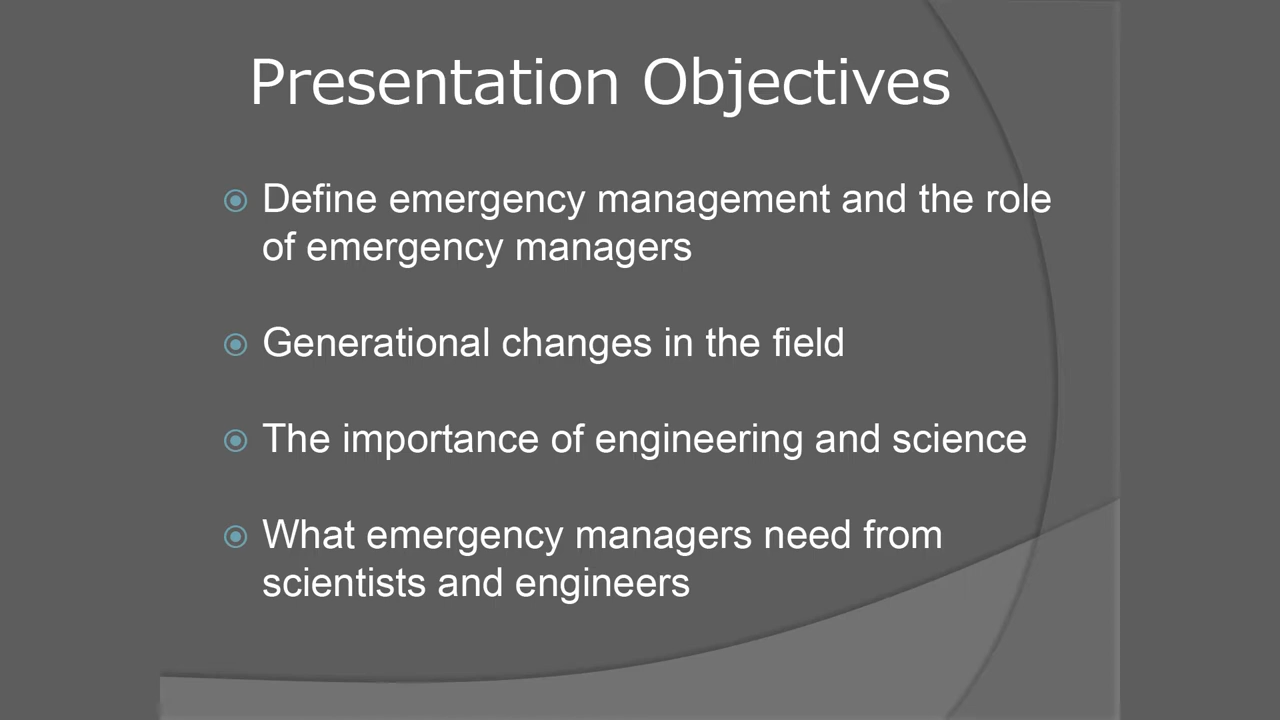 Presentation Objectives
Define emergency management and the role
of emergency managers
Generational changes in the field
The importance of engineering and science
What emergency managers need from
scientists and engineers